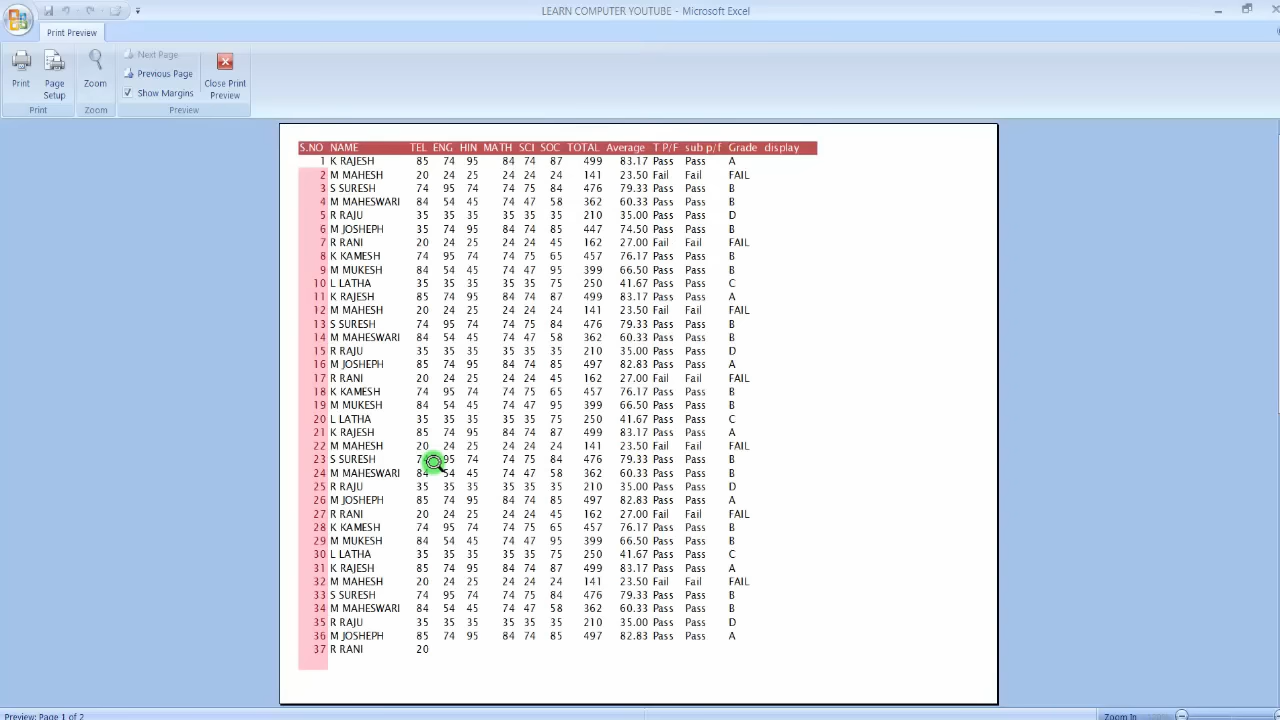 LEARN COMPUTER YOUTUBE - Microsoft Excel
Print Preview
Print
Page Setup
Zoom
Next Page
Previous Page
Show Margins
Close Print Preview
Print
Zoom
Preview
S.NO NAME TEL ENG HIN MATH SCI SOC TOTAL Average T P/F sub p/f Grade display
1 K RAJESH 85 74 95 84 74 87 499 83.17 Pass Pass A
2 M MAHESH 20 24 25 24 24 24 141 23.50 Fail Fail FAIL
3 S SURESH 74 95 74 74 75 84 476 79.33 Pass Pass B
4 M MAHESWARI 84 54 45 74 47 58 362 60.33 Pass Pass B
5 R RAJU 35 35 35 35 35 35 210 35.00 Pass Pass D
6 M JOSHEPH 35 74 95 84 74 85 447 74.50 Pass Pass B
7 R RANI 20 24 25 24 24 45 162 27.00 Fail Fail FAIL
8 K KAMESH 74 95 74 74 75 65 457 76.17 Pass Pass B
9 M MUKESH 84 54 45 74 47 95 399 66.50 Pass Pass B
10 L LATHA 35 35 35 35 35 75 250 41.67 Pass Pass C
11 K RAJESH 85 74 95 84 74 87 499 83.17 Pass Pass A
12 M MAHESH 20 24 25 24 24 24 141 23.50 Fail Fail FAIL
13 S SURESH 74 95 74 74 75 84 476 79.33 Pass Pass B
14 M MAHESWARI 84 54 45 74 47 58 362 60.33 Pass Pass B
15 R RAJU 35 35 35 35 35 35 210 35.00 Pass Pass D
16 M JOSHEPH 85 74 95 84 74 85 497 82.83 Pass Pass A
17 R RANI 20 24 25 24 24 45 162 27.00 Fail Fail FAIL
18 K KAMESH 74 95 74 74 75 65 457 76.17 Pass Pass B
19 M MUKESH 84 54 45 74 47 95 399 66.50 Pass Pass B
20 L LATHA 35 35 35 35 35 75 250 41.67 Pass Pass C
21 K RAJESH 85 74 95 84 74 87 499 83.17 Pass Pass A
22 M MAHESH 20 24 25 24 24 24 141 23.50 Fail Fail FAIL
23 S SURESH 95 74 74 75 84 476 79.33 Pass Pass B
24 M MAHESWARI 84 54 45 74 47 58 362 60.33 Pass Pass B
25 R RAJU 35 35 35 35 35 35 210 35.00 Pass Pass D
26 M JOSHEPH 85 74 95 84 74 85 497 82.83 Pass Pass A
27 R RANI 20 24 25 24 24 45 162 27.00 Fail Fail FAIL
28 K KAMESH 74 95 74 74 75 65 457 76.17 Pass Pass B
29 M MUKESH 84 54 45 74 47 95 399 66.50 Pass Pass B
30 L LATHA 35 35 35 35 35 75 250 41.67 Pass Pass C
31 K RAJESH 85 74 95 84 74 87 499 83.17 Pass Pass A
32 M MAHESH 20 24 25 24 24 24 141 23.50 Fail Fail FAIL
33 S SURESH 74 95 74 74 75 84 476 79.33 Pass Pass B
34 M MAHESWARI 84 54 45 74 47 58 362 60.33 Pass Pass B
35 R RAJU 35 35 35 35 35 35 210 35.00 Pass Pass D
36 M JOSHEPH 85 74 95 84 74 85 497 82.83 Pass Pass A
37 R RANI 20
Preview: Page 1 of 2
Zoom In